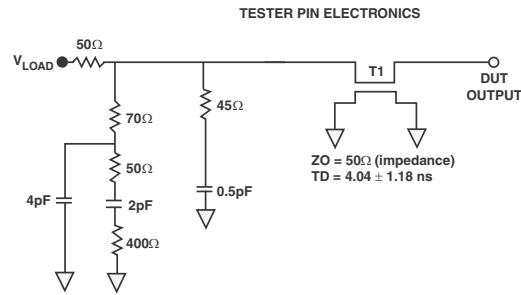 TESTER PIN ELECTRONICS
50Ω
VLOAD
T1
DUT
OUTPUT
70Ω
45Ω
50Ω
ZO = 50Ω (impedance)
TD = 4.04 ± 1.18 ns
4pF
2pF
0.5pF
400Ω